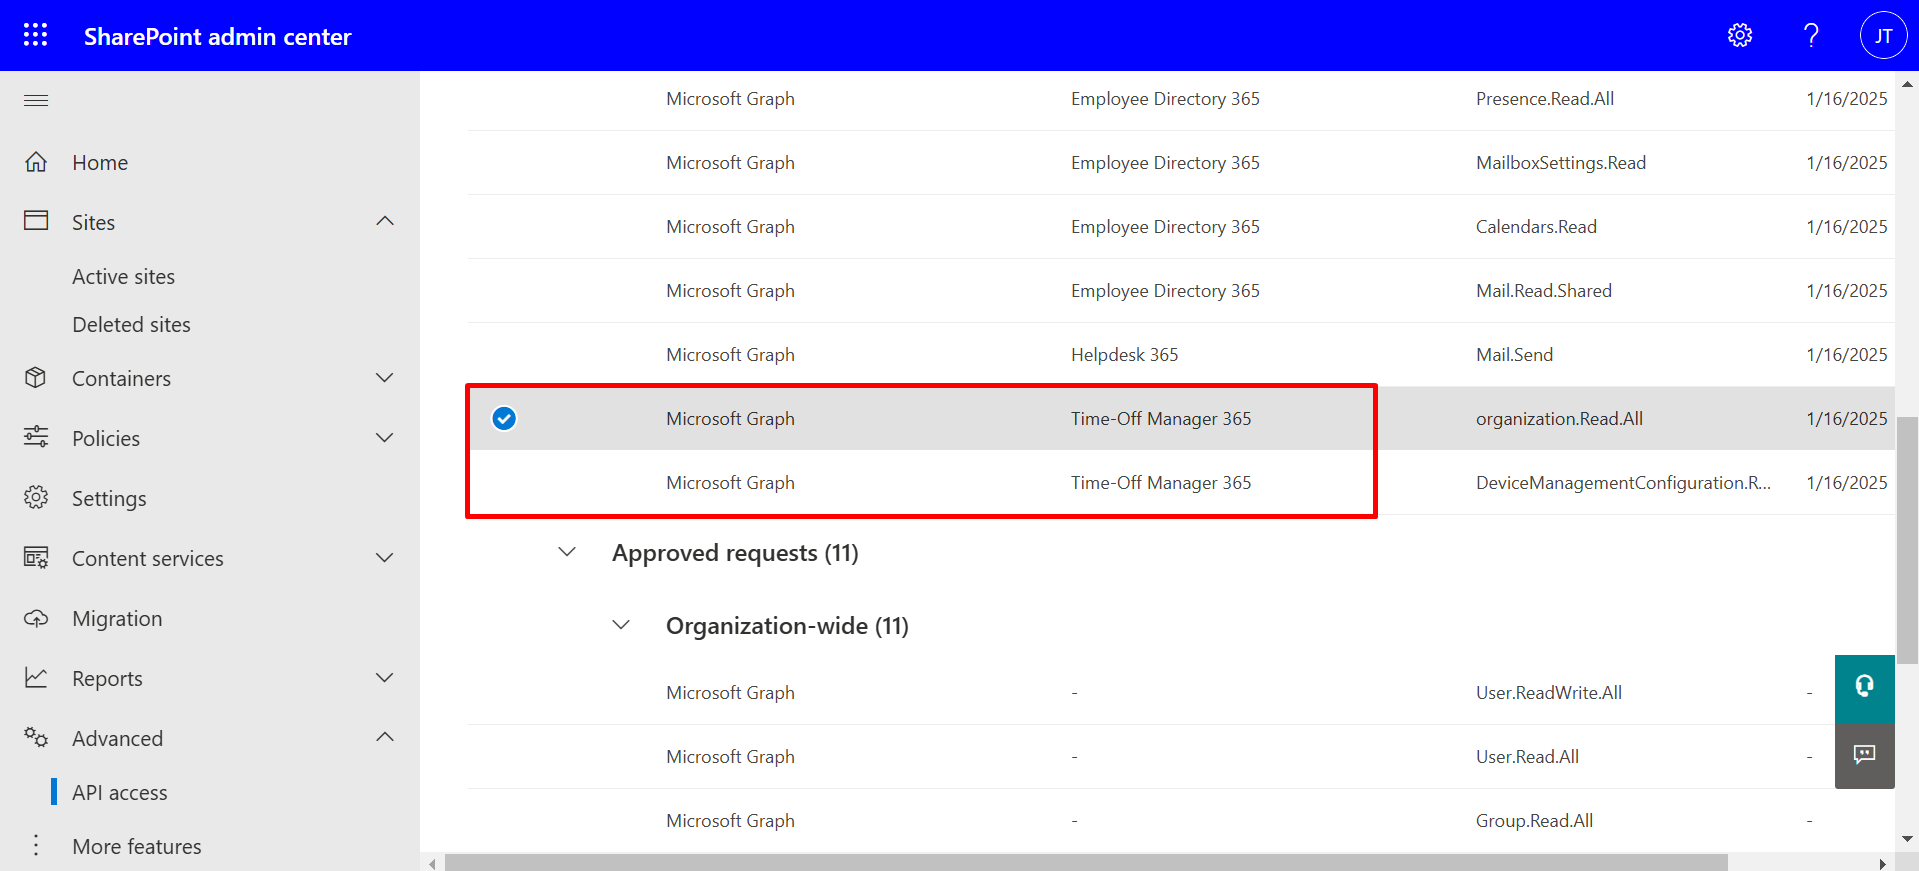 SharePoint admin center
JT
Home
Sites
Active sites
Deleted sites
Containers
Policies
Settings
Content services
Migration
Reports
Advanced
API access
More features
Microsoft Graph Employee Directory 365 Presence.Read.All 1/16/2025
Microsoft Graph Employee Directory 365 MailboxSettings.Read 1/16/2025
Microsoft Graph Employee Directory 365 Calendars.Read 1/16/2025
Microsoft Graph Employee Directory 365 Mail.Read.Shared 1/16/2025
Microsoft Graph Helpdesk 365 Mail.Send 1/16/2025
Microsoft Graph Time-Off Manager 365 organization.Read.All 1/16/2025
Microsoft Graph Time-Off Manager 365 DeviceManagementConfiguration.R... 1/16/2025
Approved requests (11)
Organization-wide (11)
Microsoft Graph - User.ReadWrite.All -
Microsoft Graph - User.Read.All -
Microsoft Graph - Group.Read.All -